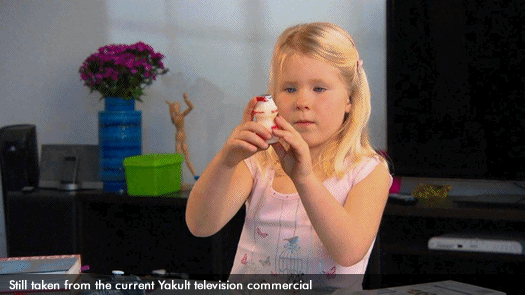 Still taken from the current Yakult television commercial